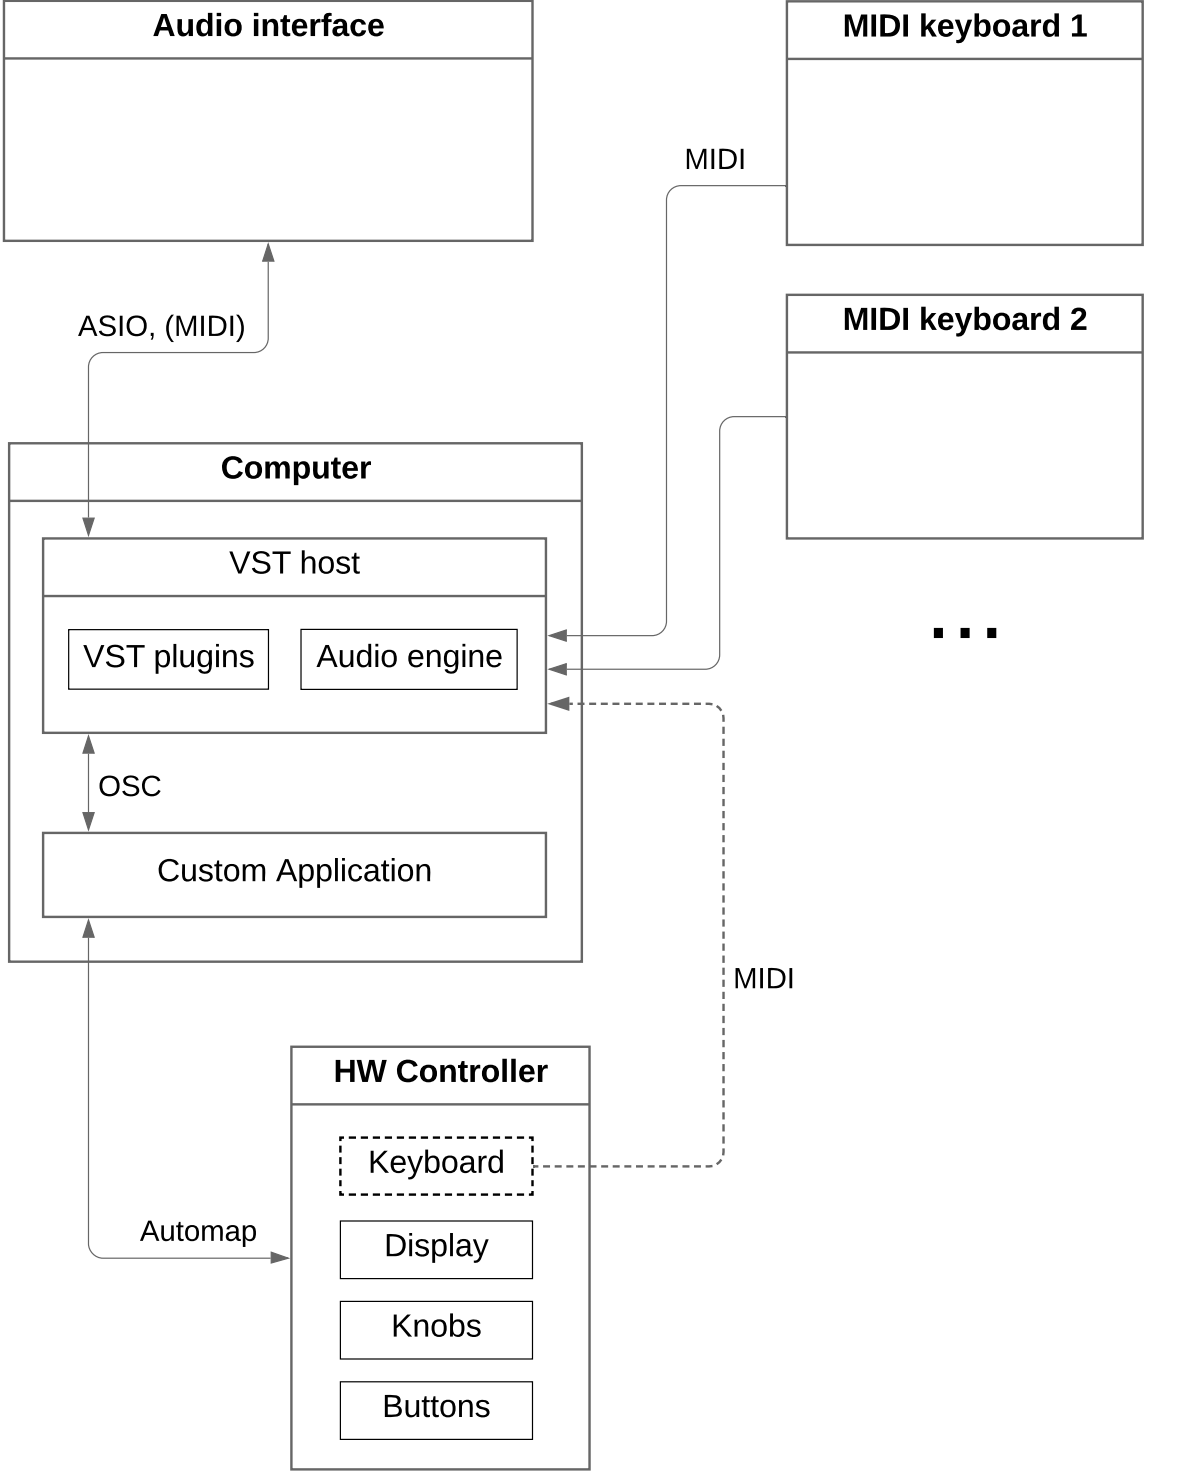 Audio interface
MIDI keyboard 1
MIDI
MIDI keyboard 2
ASIO, (MIDI)
Computer
VST host
VST plugins
Audio engine
...
OSC
Custom Application
MIDI
HW Controller
Keyboard
Automap
Display
Knobs
Buttons